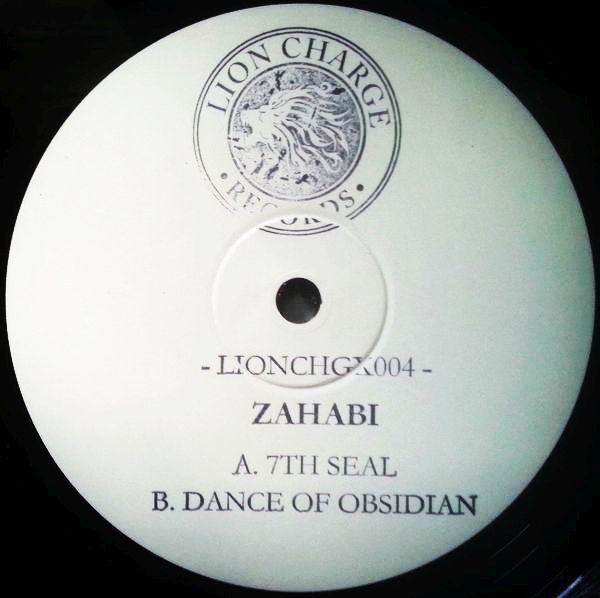 LION CHARGE
• RECORDS •
- LIONCHGX004 -
ZAHABI
A. 7TH SEAL
B. DANCE OF OBSIDIAN